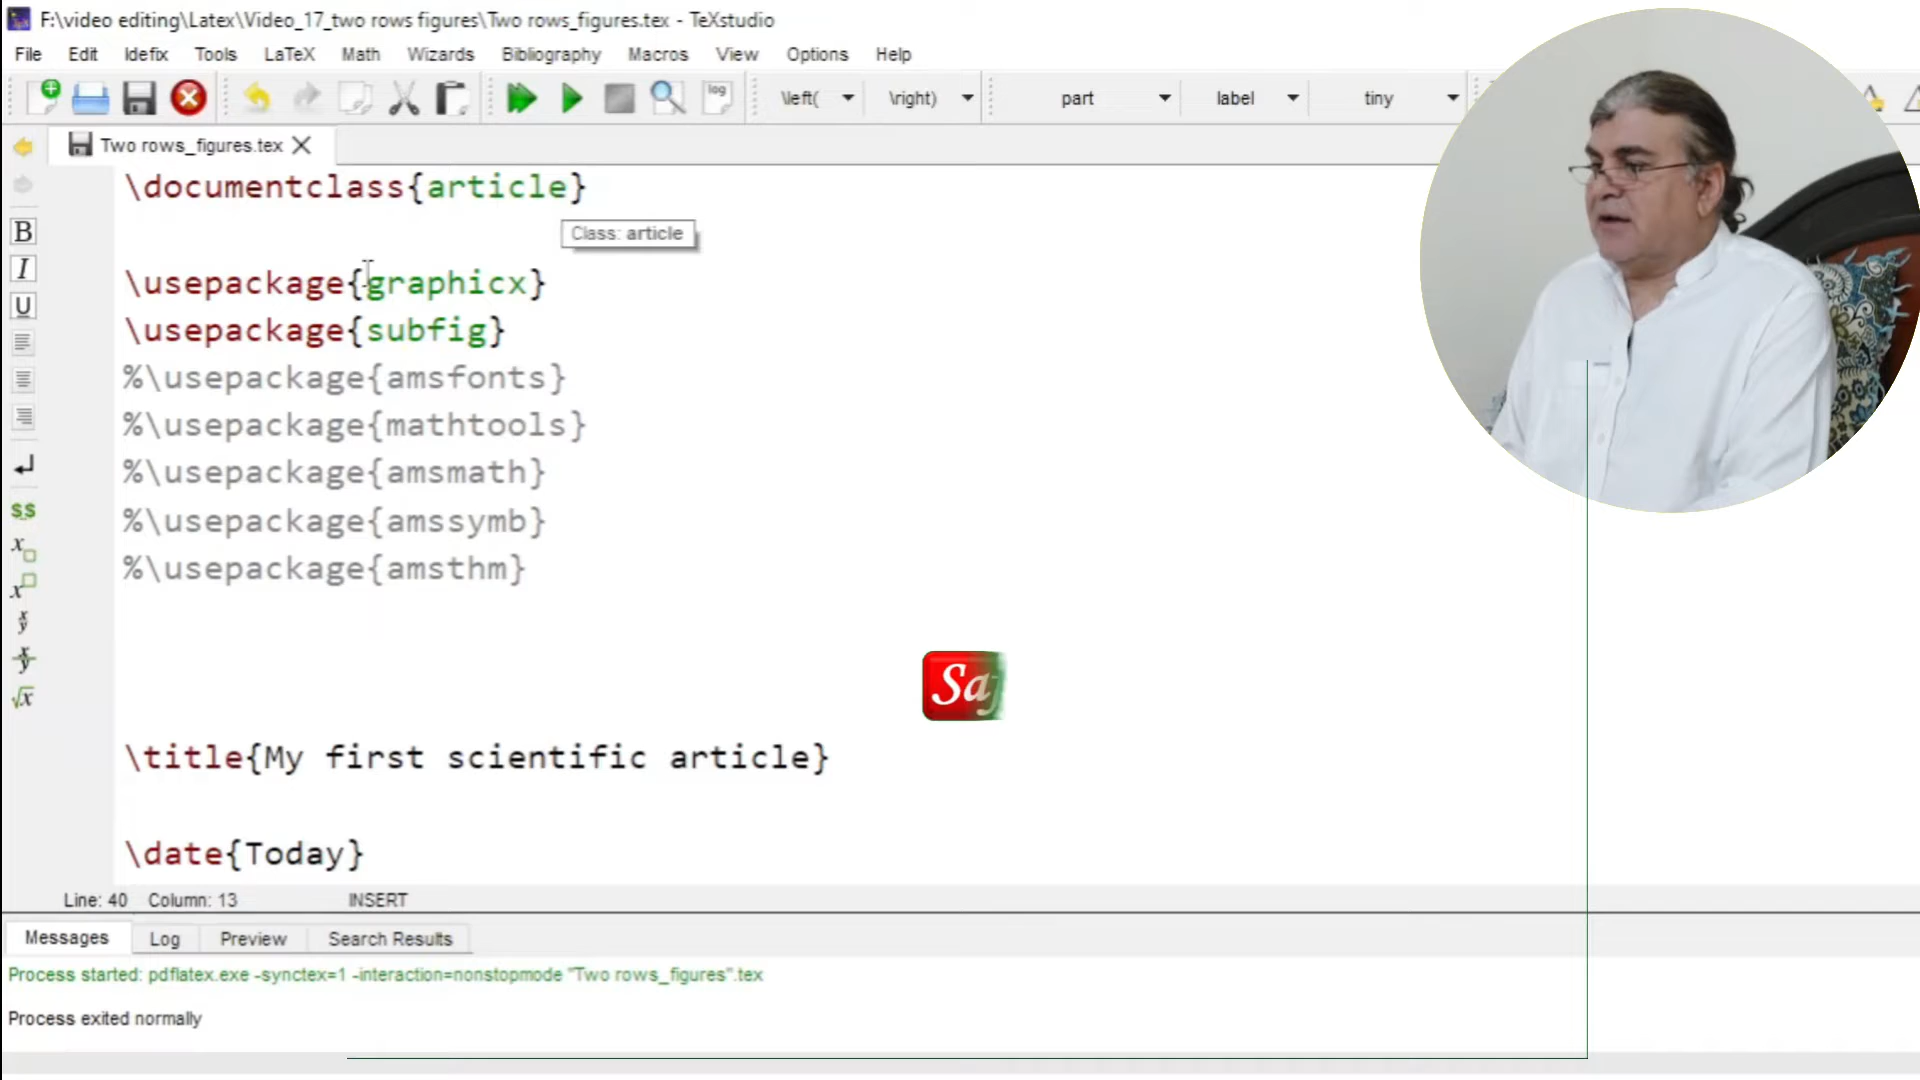 F:\video editing\Latex\Video_17_two rows figures\Two rows_figures.tex - TeXstudio
File Edit Idefix Tools LaTeX Math Wizards Bibliography Macros View Options Help
log \left( \right) part label tiny
Two rows_figures.tex
\documentclass{article}
Class: article
\usepackage{graphicx}
\usepackage{subfig}
%\usepackage{amsfonts}
%\usepackage{mathtools}
%\usepackage{amsmath}
%\usepackage{amssymb}
%\usepackage{amsthm}
\title{My first scientific article}
\date{Today}
B
I
U
$$
x
x
x/y
x/y
√x
Saj
Line: 40 Column: 13 INSERT
Messages Log Preview Search Results
Process started: pdflatex.exe -synctex=1 -interaction=nonstopmode "Two rows_figures".tex
Process exited normally